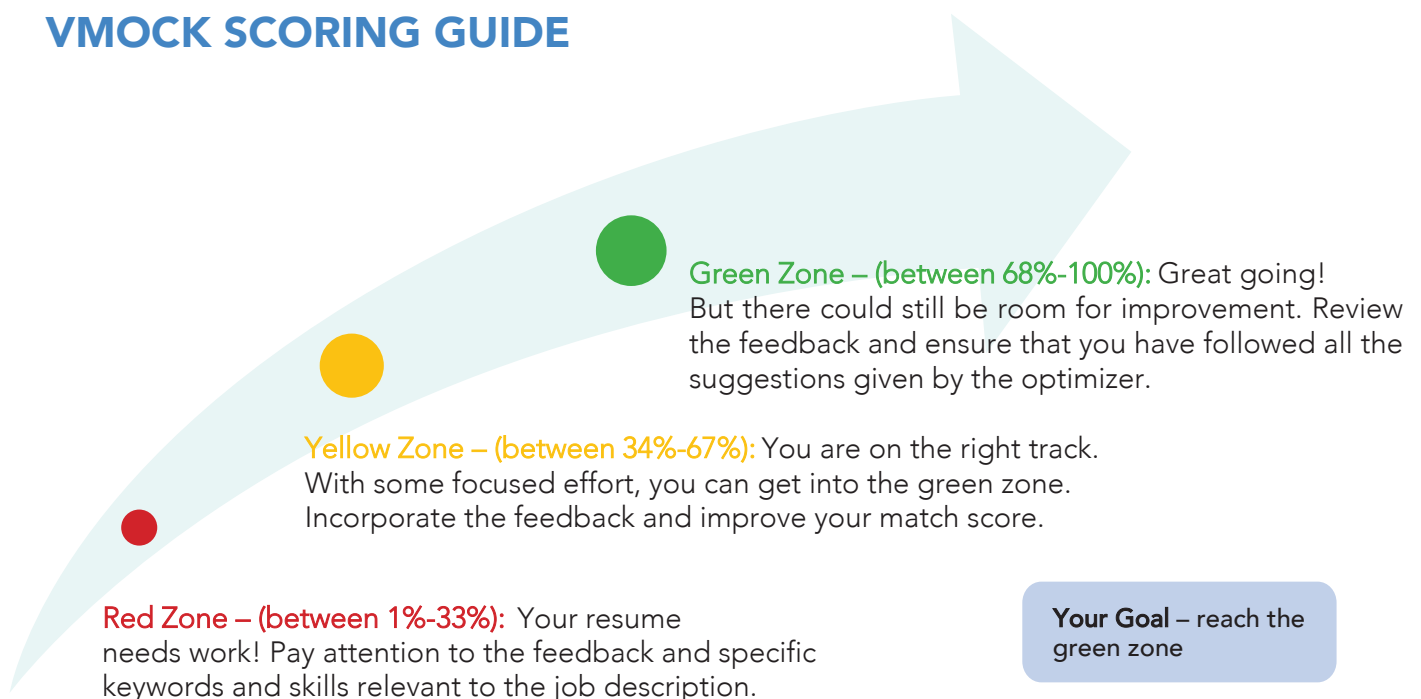 VMOCK SCORING GUIDE
Green Zone – (between 68%-100%): Great going!
But there could still be room for improvement. Review
the feedback and ensure that you have followed all the
suggestions given by the optimizer.
Yellow Zone – (between 34%-67%): You are on the right track.
With some focused effort, you can get into the green zone.
Incorporate the feedback and improve your match score.
Red Zone – (between 1%-33%): Your resume
needs work! Pay attention to the feedback and specific
keywords and skills relevant to the job description.
Your Goal – reach the
green zone